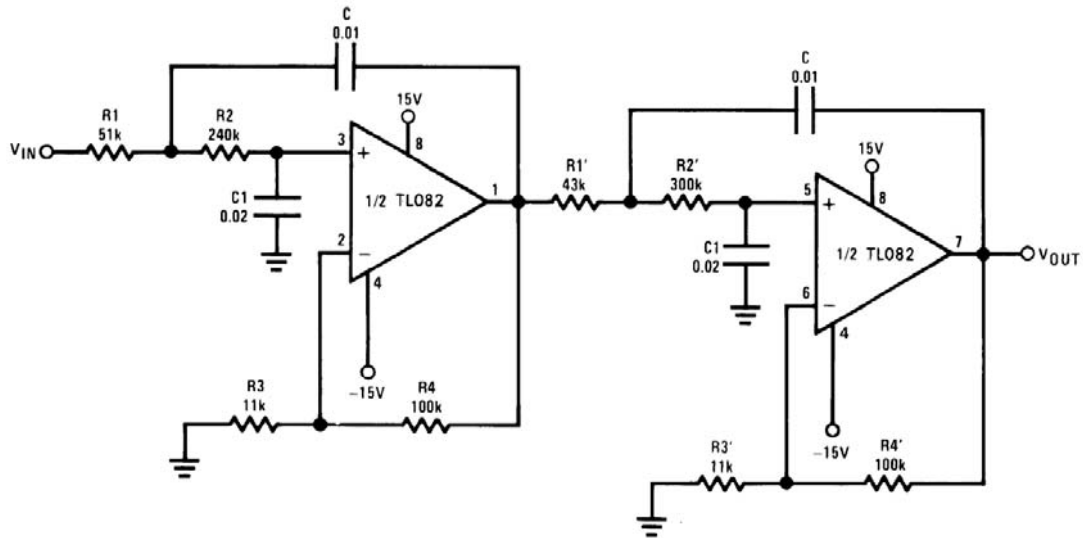 C
0.01
R1
51k
R2
240k
VIN
15V
8
3
+
C1
0.02
1/2 TL082
1
2
−
4
−15V
R3
11k
R4
100k
C
0.01
R1'
43k
R2'
300k
15V
8
5
+
C1
0.02
1/2 TL082
7
VOUT
6
−
4
−15V
R3'
11k
R4'
100k